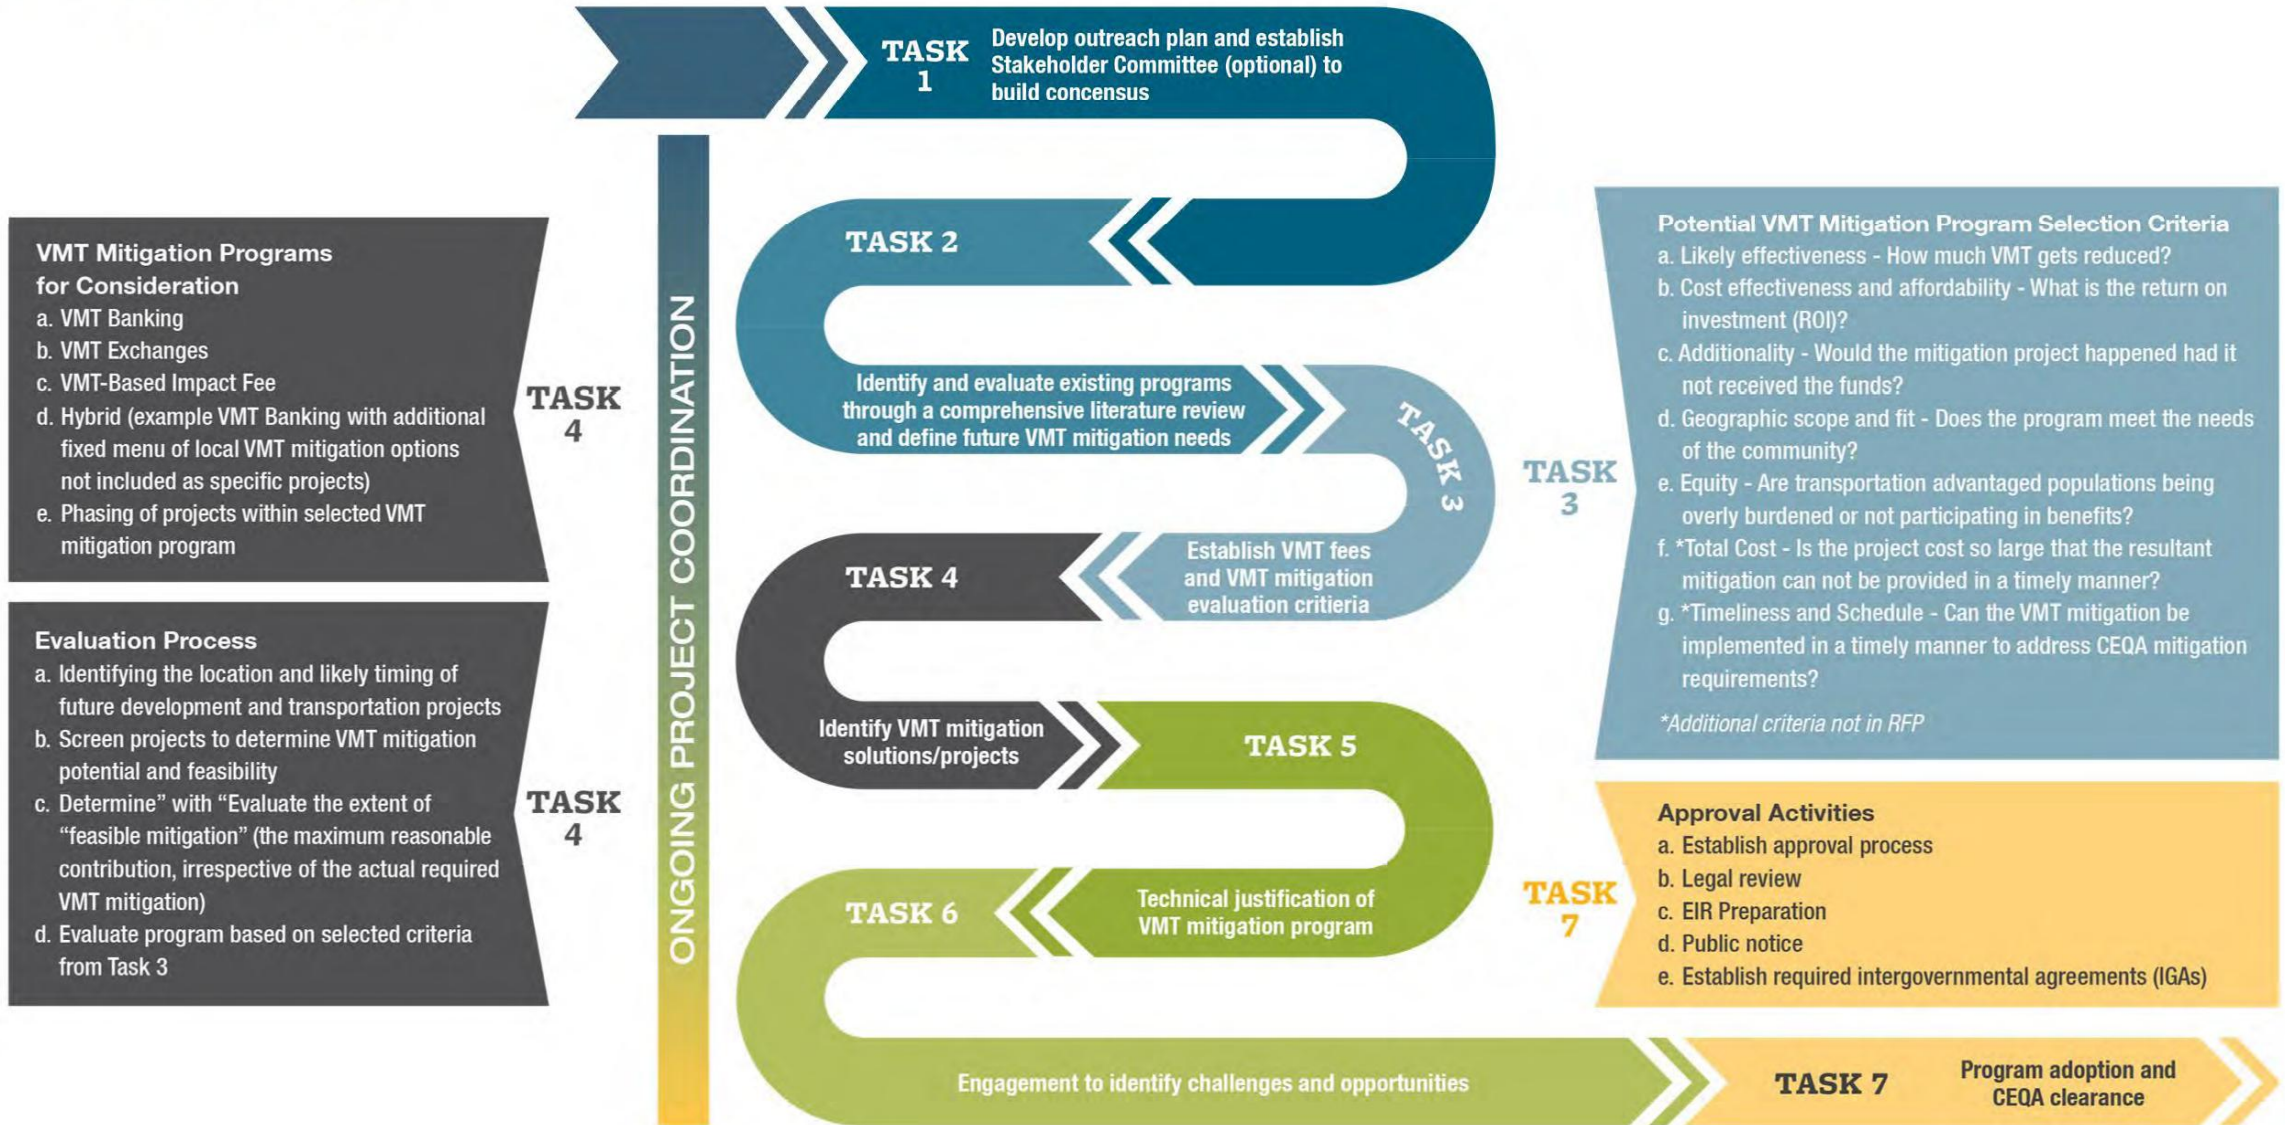 TASK
1
Develop outreach plan and establish
Stakeholder Committee (optional) to
build concensus
TASK 2
Identify and evaluate existing programs
through a comprehensive literature review
and define future VMT mitigation needs
TASK 3
Establish VMT fees
and VMT mitigation
evaluation critieria
TASK 4
Identify VMT mitigation
solutions/projects
TASK 5
Technical justification of
VMT mitigation program
TASK 6
Engagement to identify challenges and opportunities
TASK 7
Program adoption and
CEQA clearance
ONGOING PROJECT COORDINATION
VMT Mitigation Programs
for Consideration
a. VMT Banking
b. VMT Exchanges
c. VMT-Based Impact Fee
d. Hybrid (example VMT Banking with additional
fixed menu of local VMT mitigation options
not included as specific projects)
e. Phasing of projects within selected VMT
mitigation program
TASK
4
Evaluation Process
a. Identifying the location and likely timing of
future development and transportation projects
b. Screen projects to determine VMT mitigation
potential and feasibility
c. Determine” with “Evaluate the extent of
“feasible mitigation” (the maximum reasonable
contribution, irrespective of the actual required
VMT mitigation)
d. Evaluate program based on selected criteria
from Task 3
TASK
4
TASK
3
Potential VMT Mitigation Program Selection Criteria
a. Likely effectiveness - How much VMT gets reduced?
b. Cost effectiveness and affordability - What is the return on
investment (ROI)?
c. Additionality - Would the mitigation project happened had it
not received the funds?
d. Geographic scope and fit - Does the program meet the needs
of the community?
e. Equity - Are transportation advantaged populations being
overly burdened or not participating in benefits?
f. *Total Cost - Is the project cost so large that the resultant
mitigation can not be provided in a timely manner?
g. *Timeliness and Schedule - Can the VMT mitigation be
implemented in a timely manner to address CEQA mitigation
requirements?
*Additional criteria not in RFP
TASK
7
Approval Activities
a. Establish approval process
b. Legal review
c. EIR Preparation
d. Public notice
e. Establish required intergovernmental agreements (IGAs)